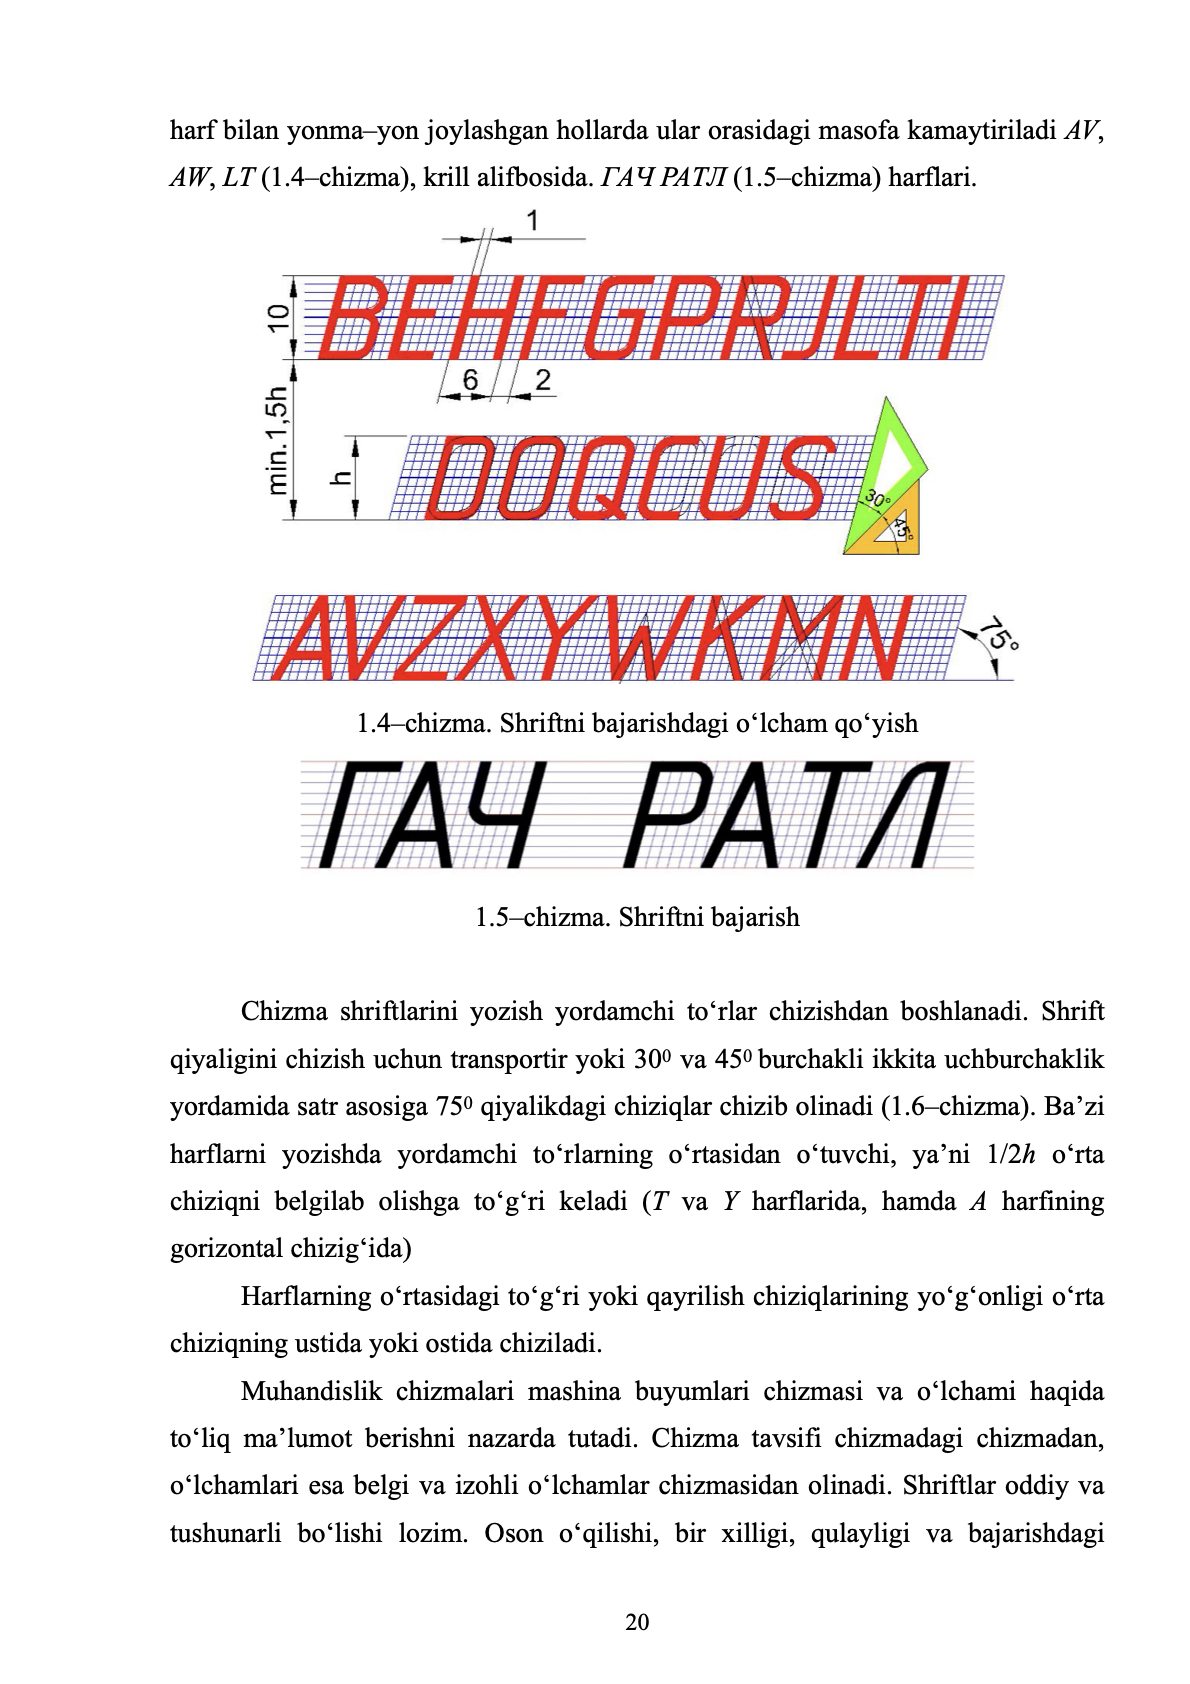 harf bilan yonma–yon joylashgan hollarda ular orasidagi masofa kamaytiriladi AV,
AW, LT (1.4–chizma), krill alifbosida. ГАЧ РАТЛ (1.5–chizma) harflari.
1
10
BEHFGPRJLTI
6
2
min.1,5h
h
DOQCUS
30°
45°
AVZXYWKMN
75°
1.4–chizma. Shriftni bajarishdagi o‘lcham qo‘yish
ГАЧ РАТЛ
1.5–chizma. Shriftni bajarish
Chizma shriftlarini yozish yordamchi to‘rlar chizishdan boshlanadi. Shrift
qiyaligini chizish uchun transportir yoki 30⁰ va 45⁰ burchakli ikkita uchburchaklik
yordamida satr asosiga 75⁰ qiyalikdagi chiziqlar chizib olinadi (1.6–chizma). Ba’zi
harflarni yozishda yordamchi to‘rlarning o‘rtasidan o‘tuvchi, ya’ni 1/2h o‘rta
chiziqni belgilab olishga to‘g‘ri keladi (T va Y harflarida, hamda A harfining
gorizontal chizig‘ida)
Harflarning o‘rtasidagi to‘g‘ri yoki qayrilish chiziqlarining yo‘g‘onligi o‘rta
chiziqning ustida yoki ostida chiziladi.
Muhandislik chizmalari mashina buyumlari chizmasi va o‘lchami haqida
to‘liq ma’lumot berishni nazarda tutadi. Chizma tavsifi chizmadagi chizmadan,
o‘lchamlari esa belgi va izohli o‘lchamlar chizmasidan olinadi. Shriftlar oddiy va
tushunarli bo‘lishi lozim. Oson o‘qilishi, bir xilligi, qulayligi va bajarishdagi
20